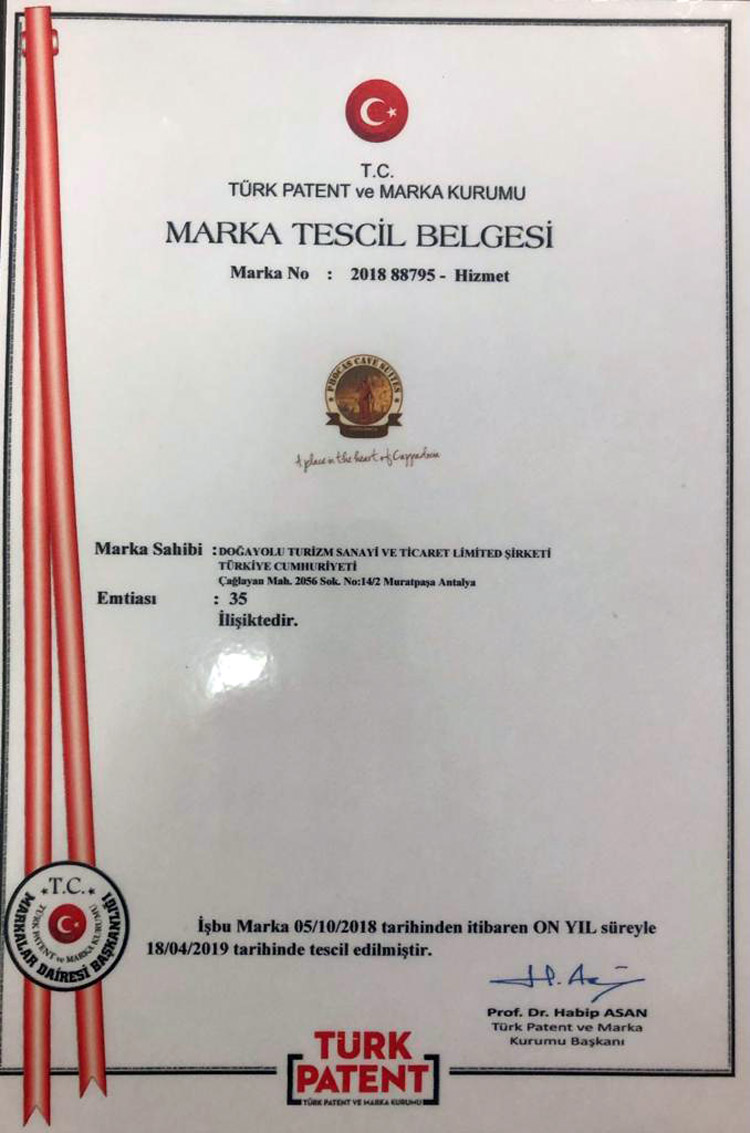 T.C.
TÜRK PATENT ve MARKA KURUMU
MARKA TESCİL BELGESİ
Marka No : 2018 88795 - Hizmet
PHOCAS CAVE SUITES
A place in the heart of Cappadocia
Marka Sahibi : DOĞAYOLU TURİZM SANAYİ VE TİCARET LİMİTED ŞİRKETİ
TÜRKİYE CUMHURİYETİ
Çağlayan Mah. 2056 Sok. No:14/2 Muratpaşa Antalya
Emtiası : 35
İlişiktedir.
İşbu Marka 05/10/2018 tarihinden itibaren ON YIL süreyle
18/04/2019 tarihinde tescil edilmiştir.
T.C.
TÜRK PATENT ve MARKA KURUMU
MARKALAR DAİRESİ BAŞKANLIĞI
Prof. Dr. Habip ASAN
Türk Patent ve Marka
Kurumu Başkanı
TÜRK
PATENT
TÜRK PATENT VE MARKA KURUMU